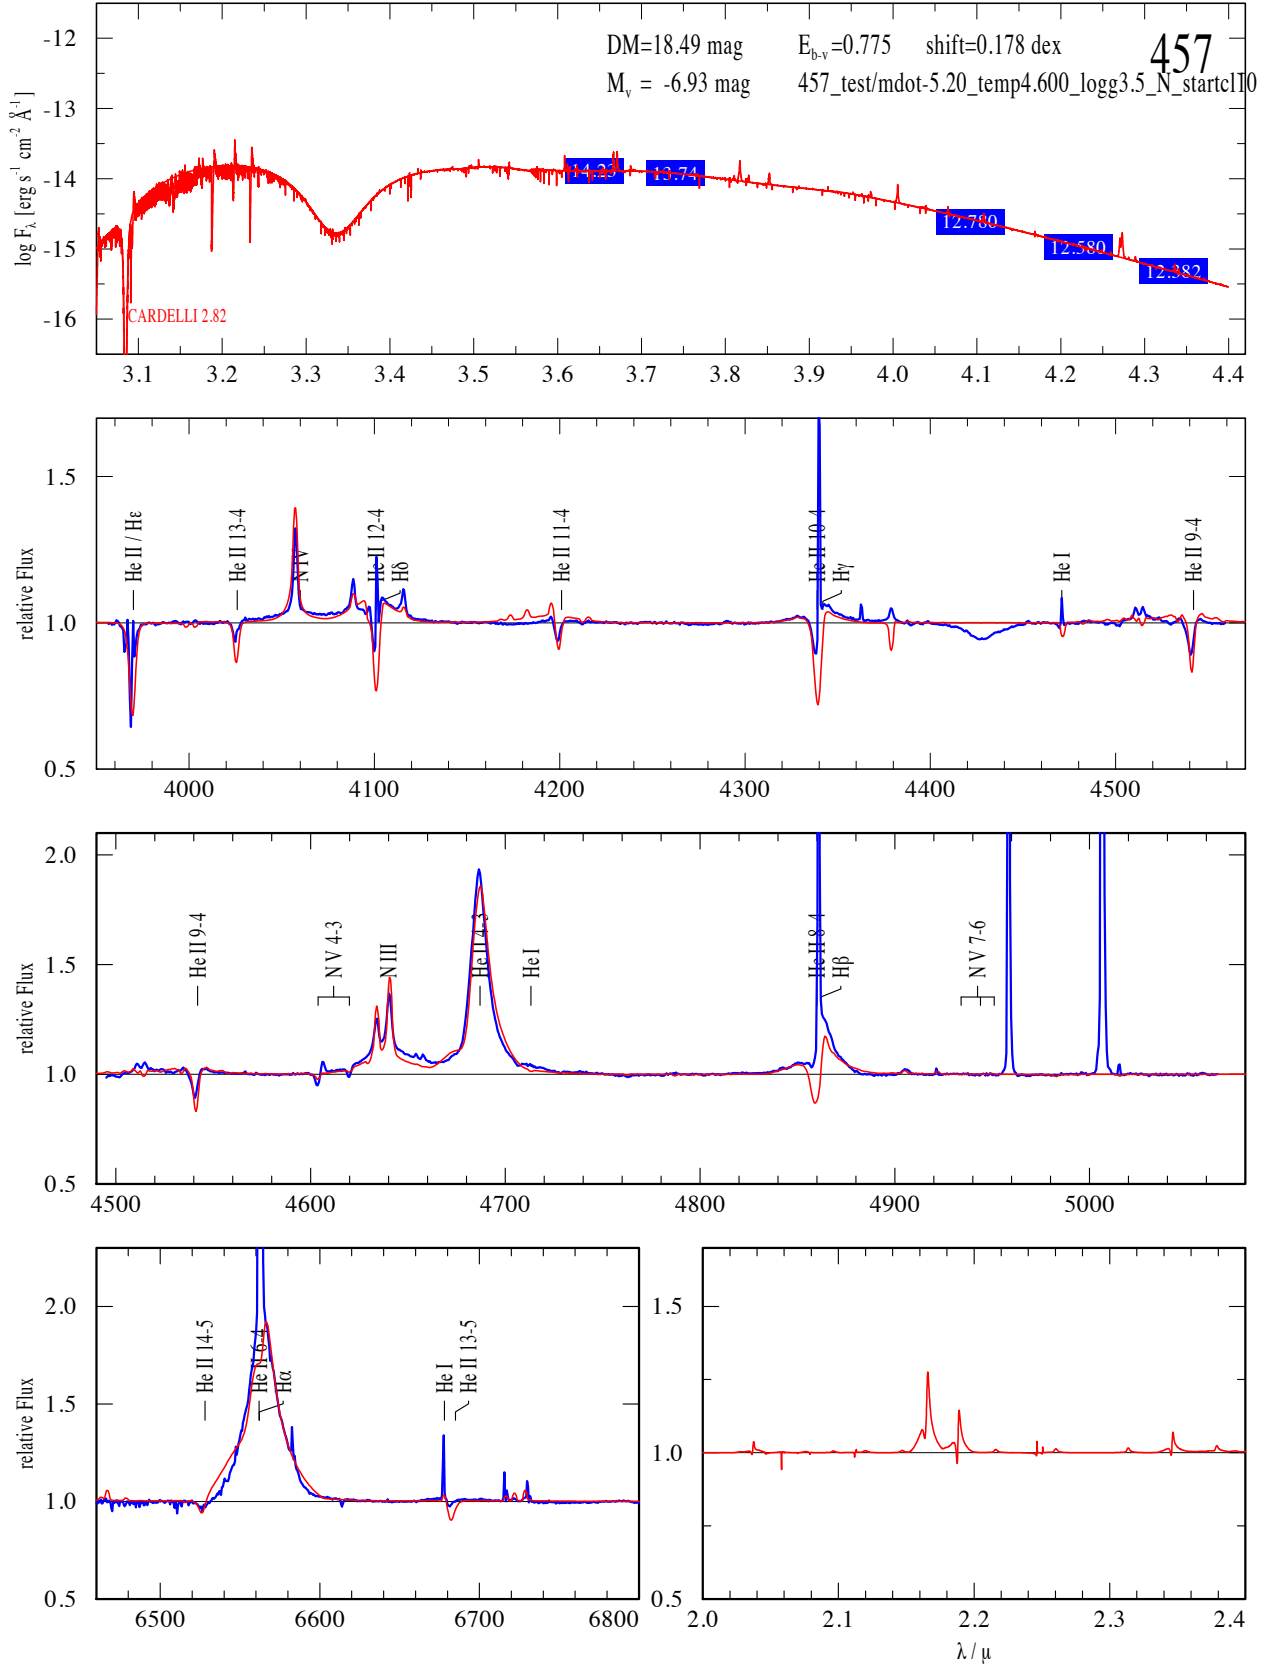 DM=18.49 mag E_b-v=0.775 shift=0.178 dex 457
M_v = -6.93 mag 457_test/mdot-5.20_temp4.600_logg3.5_N_startcl10
log F_λ [erg s⁻¹ cm⁻² Å⁻¹]
-12
-13
-14
-15
-16
14.23 13.74 12.780 12.580 12.382
CARDELLI 2.82
3.1 3.2 3.3 3.4 3.5 3.6 3.7 3.8 3.9 4.0 4.1 4.2 4.3 4.4
relative Flux
1.5
1.0
0.5
He II / Hε He II 13-4 N IV He II 12-4 Hδ He II 11-4 He II 10-4 Hγ He I He II 9-4
4000 4100 4200 4300 4400 4500
relative Flux
2.0
1.5
1.0
0.5
He II 9-4 N V 4-3 N III He II 4-3 He I He II 8-4 Hβ N V 7-6
4500 4600 4700 4800 4900 5000
relative Flux
2.0
1.5
1.0
0.5
He II 14-5 He II 6-4 Hα He I He II 13-5
6500 6600 6700 6800
1.5
1.0
0.5
2.0 2.1 2.2 2.3 2.4
λ / μ